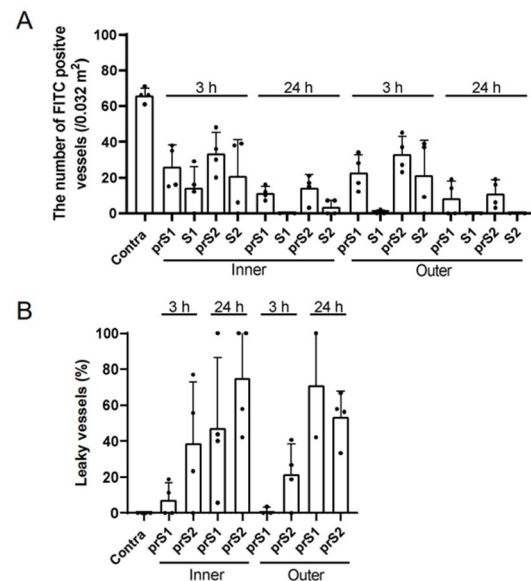 A
The number of FITC positve
vessels (/0.032 m²)
100
80
60
40
20
0
3 h
24 h
3 h
24 h
Contra
prS1
S1
prS2
S2
prS1
S1
prS2
S2
prS1
S1
prS2
S2
prS1
S1
prS2
S2
Inner
Outer
B
Leaky vessels (%)
100
80
60
40
20
0
3 h
24 h
3 h
24 h
Contra
prS1
prS2
prS1
prS2
prS1
prS2
prS1
prS2
Inner
Outer